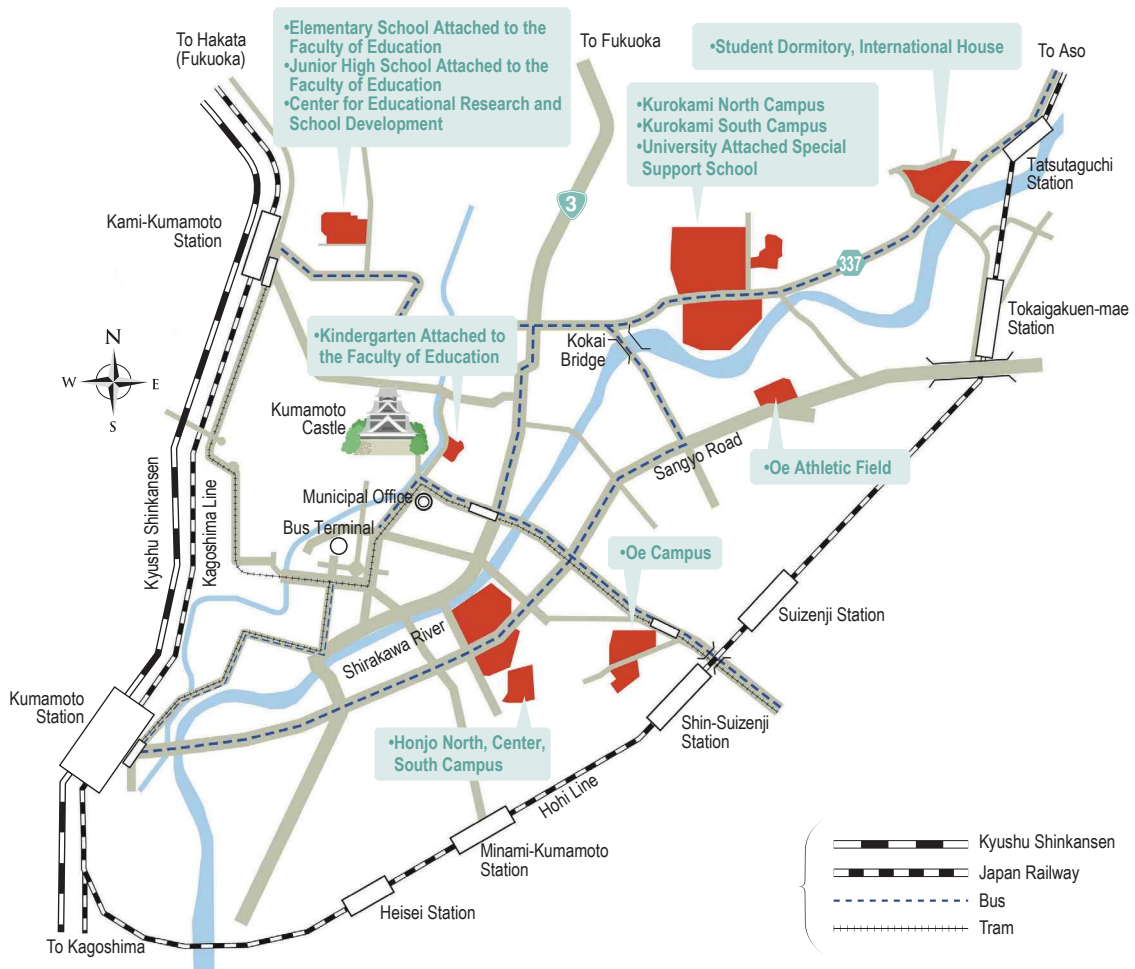 •Elementary School Attached to the
Faculty of Education
•Junior High School Attached to the
Faculty of Education
•Center for Educational Research and
School Development
To Hakata
(Fukuoka)
To Fukuoka
•Student Dormitory, International House
To Aso
•Kurokami North Campus
•Kurokami South Campus
•University Attached Special
Support School
Tatsutaguchi
Station
3
Kami-Kumamoto
Station
337
Tokaigakuen-mae
Station
•Kindergarten Attached to
the Faculty of Education
Kokai
Bridge
N
W
E
S
Kumamoto
Castle
Sangyo Road
•Oe Athletic Field
Kyushu Shinkansen
Kagoshima Line
Municipal Office
Bus Terminal
•Oe Campus
Suizenji Station
Shirakawa River
Kumamoto
Station
Shin-Suizenji
Station
•Honjo North, Center,
South Campus
Hohi Line
Minami-Kumamoto
Station
Heisei Station
To Kagoshima
Kyushu Shinkansen
Japan Railway
Bus
Tram